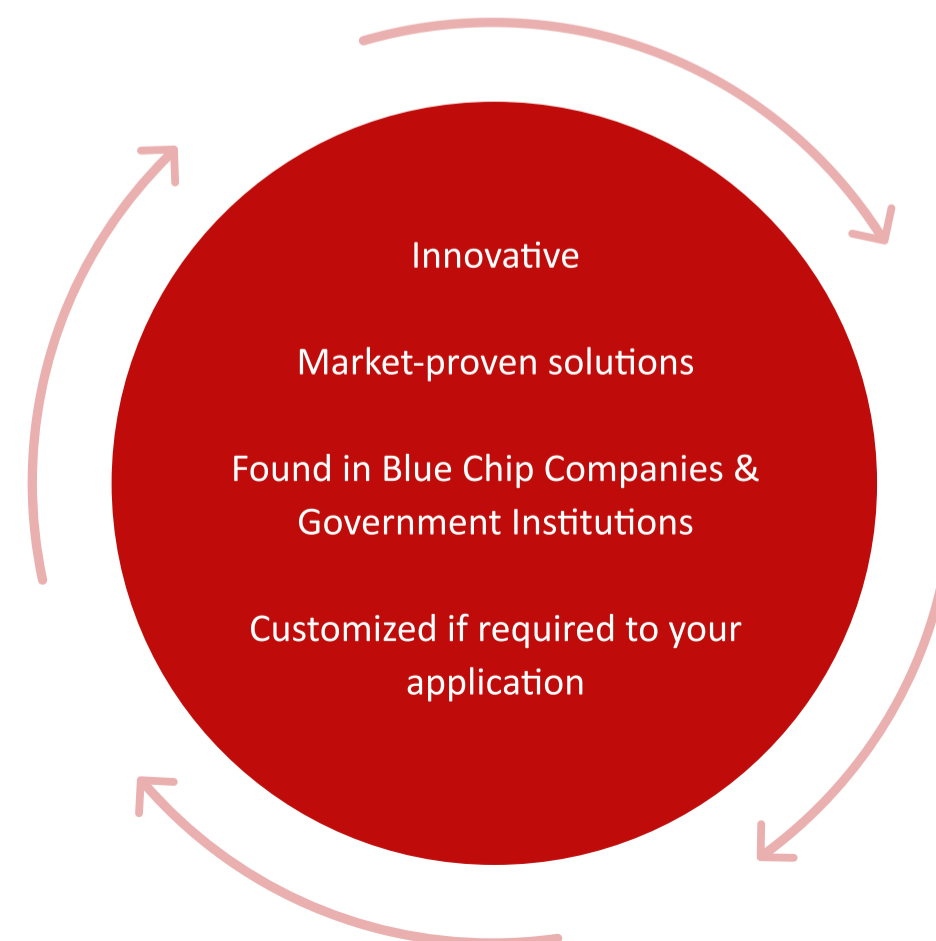 Innovative
Market-proven solutions
Found in Blue Chip Companies &
Government Institutions
Customized if required to your
application